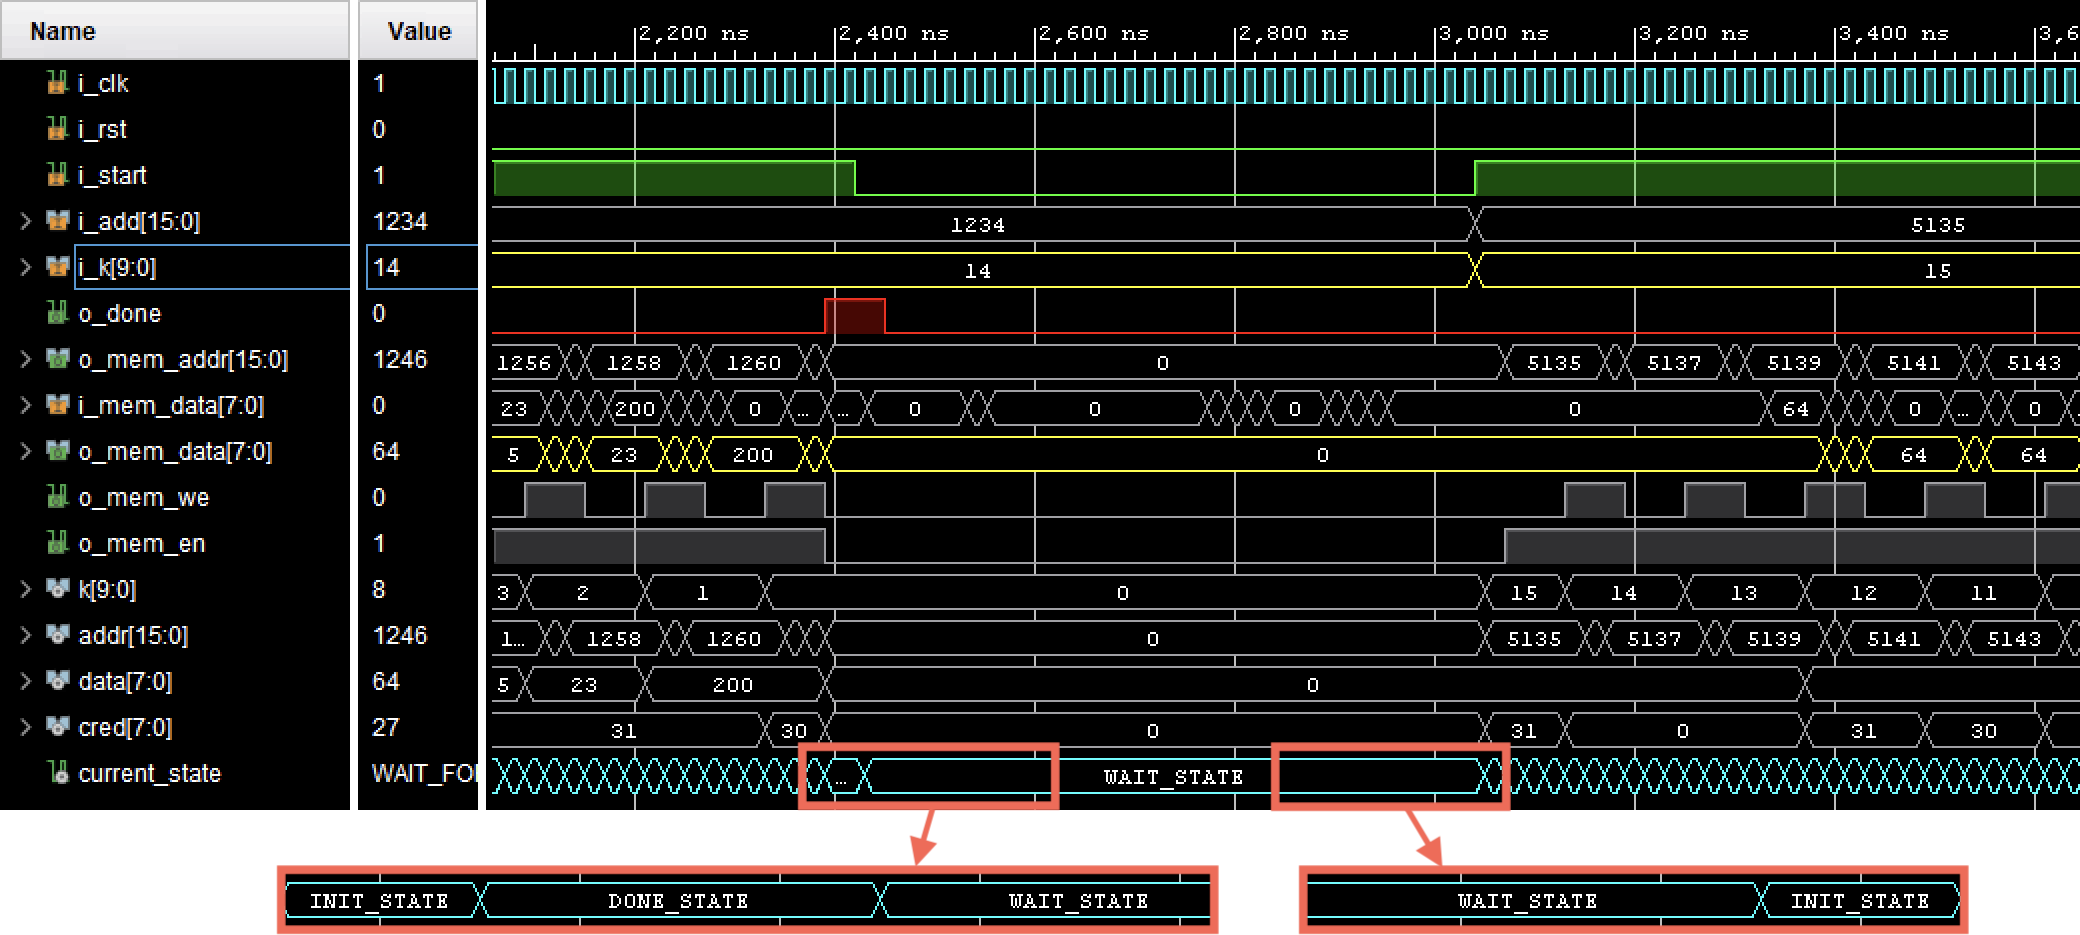 Name Value 2,200 ns 2,400 ns 2,600 ns 2,800 ns 3,000 ns 3,200 ns 3,400 ns 3,6
i_clk 1
i_rst 0
i_start 1
i_add[15:0] 1234 1234 5135
i_k[9:0] 14 14 15
o_done 0
o_mem_addr[15:0] 1246 1256 1258 1260 0 5135 5137 5139 5141 5143
i_mem_data[7:0] 0 23 200 0 ... ... 0 0 0 0 64 0 ... 0
o_mem_data[7:0] 64 5 23 200 0 64 64
o_mem_we 0
o_mem_en 1
k[9:0] 8 3 2 1 0 15 14 13 12 11
addr[15:0] 1246 1... 1258 1260 0 5135 5137 5139 5141 5143
data[7:0] 64 5 23 200 0
cred[7:0] 27 31 30 0 31 0 31 30
current_state WAIT_FO ... WAIT_STATE
INIT_STATE DONE_STATE WAIT_STATE WAIT_STATE INIT_STATE